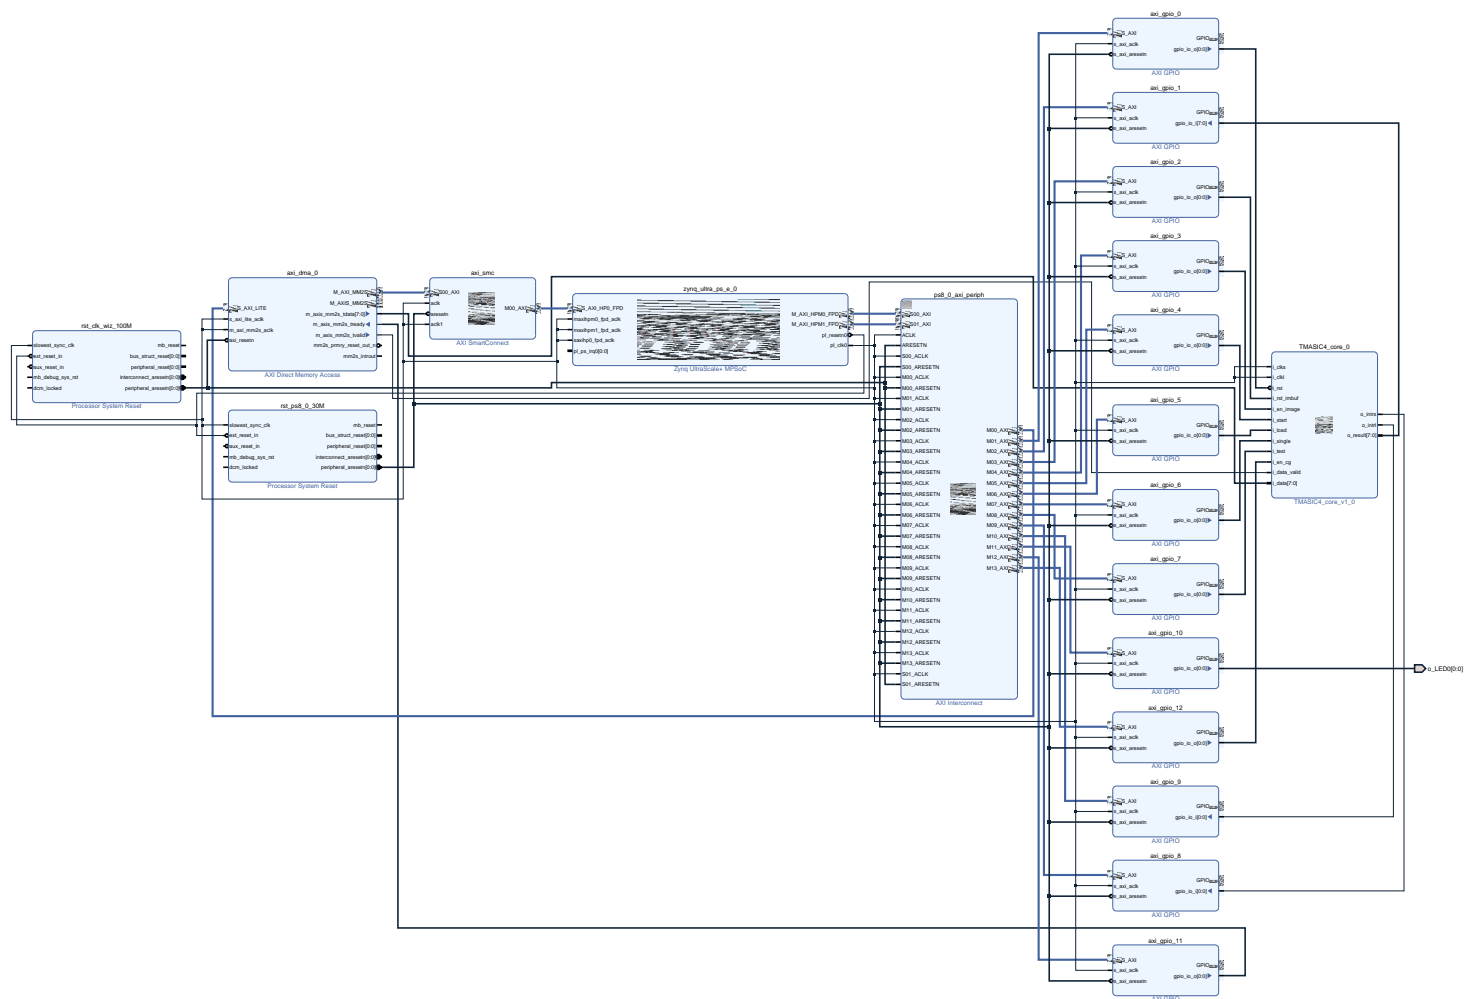 rst_clk_wiz_100M
slowest_sync_clk
ext_reset_in
aux_reset_in
mb_debug_sys_rst
dcm_locked
mb_reset
bus_struct_reset[0:0]
peripheral_reset[0:0]
interconnect_aresetn[0:0]
peripheral_aresetn[0:0]
Processor System Reset
axi_dma_0
S_AXI_LITE
s_axi_lite_aclk
m_axi_mm2s_aclk
axi_resetn
M_AXI_MM2S
M_AXIS_MM2S
m_axis_mm2s_tdata[7:0]
m_axis_mm2s_tready
m_axis_mm2s_tvalid
mm2s_prmry_reset_out_n
mm2s_introut
AXI Direct Memory Access
rst_ps8_0_30M
slowest_sync_clk
ext_reset_in
aux_reset_in
mb_debug_sys_rst
dcm_locked
mb_reset
bus_struct_reset[0:0]
peripheral_reset[0:0]
interconnect_aresetn[0:0]
peripheral_aresetn[0:0]
Processor System Reset
axi_smc
S00_AXI
aclk
aresetn
aclk1
M00_AXI
AXI SmartConnect
zynq_ultra_ps_e_0
S_AXI_HP0_FPD
maxihpm0_fpd_aclk
maxihpm1_fpd_aclk
saxihp0_fpd_aclk
pl_ps_irq0[0:0]
M_AXI_HPM0_FPD
M_AXI_HPM1_FPD
pl_resetn0
pl_clk0
Zynq UltraScale+ MPSoC
ps8_0_axi_periph
S00_AXI
S01_AXI
ACLK
ARESETN
S00_ACLK
S00_ARESETN
M00_ACLK
M00_ARESETN
M01_ACLK
M01_ARESETN
M02_ACLK
M02_ARESETN
M03_ACLK
M03_ARESETN
M04_ACLK
M04_ARESETN
M05_ACLK
M05_ARESETN
M06_ACLK
M06_ARESETN
M07_ACLK
M07_ARESETN
M08_ACLK
M08_ARESETN
M09_ACLK
M09_ARESETN
M10_ACLK
M10_ARESETN
M11_ACLK
M11_ARESETN
M12_ACLK
M12_ARESETN
M13_ACLK
M13_ARESETN
S01_ACLK
S01_ARESETN
M00_AXI
M01_AXI
M02_AXI
M03_AXI
M04_AXI
M05_AXI
M06_AXI
M07_AXI
M08_AXI
M09_AXI
M10_AXI
M11_AXI
M12_AXI
M13_AXI
AXI Interconnect
axi_gpio_0
S_AXI
s_axi_aclk
s_axi_aresetn
GPIO
gpio_io_o[0:0]
AXI GPIO
axi_gpio_1
S_AXI
s_axi_aclk
s_axi_aresetn
GPIO
gpio_io_i[7:0]
AXI GPIO
axi_gpio_2
S_AXI
s_axi_aclk
s_axi_aresetn
GPIO
gpio_io_o[0:0]
AXI GPIO
axi_gpio_3
S_AXI
s_axi_aclk
s_axi_aresetn
GPIO
gpio_io_o[0:0]
AXI GPIO
axi_gpio_4
S_AXI
s_axi_aclk
s_axi_aresetn
GPIO
gpio_io_o[0:0]
AXI GPIO
axi_gpio_5
S_AXI
s_axi_aclk
s_axi_aresetn
GPIO
gpio_io_o[0:0]
AXI GPIO
axi_gpio_6
S_AXI
s_axi_aclk
s_axi_aresetn
GPIO
gpio_io_o[0:0]
AXI GPIO
axi_gpio_7
S_AXI
s_axi_aclk
s_axi_aresetn
GPIO
gpio_io_o[0:0]
AXI GPIO
axi_gpio_10
S_AXI
s_axi_aclk
s_axi_aresetn
GPIO
gpio_io_o[0:0]
AXI GPIO
axi_gpio_12
S_AXI
s_axi_aclk
s_axi_aresetn
GPIO
gpio_io_o[0:0]
AXI GPIO
axi_gpio_9
S_AXI
s_axi_aclk
s_axi_aresetn
GPIO
gpio_io_i[0:0]
AXI GPIO
axi_gpio_8
S_AXI
s_axi_aclk
s_axi_aresetn
GPIO
gpio_io_i[0:0]
AXI GPIO
axi_gpio_11
S_AXI
s_axi_aclk
s_axi_aresetn
GPIO
gpio_io_o[0:0]
AXI GPIO
TMASIC4_core_0
i_clks
i_clkl
i_rst
i_rst_imbuf
i_en_image
i_start
i_load
i_single
i_test
i_en_cg
i_data_valid
i_data[7:0]
o_intrs
o_intrl
o_result[7:0]
TMASIC4_core_v1_0
o_LED0[0:0]